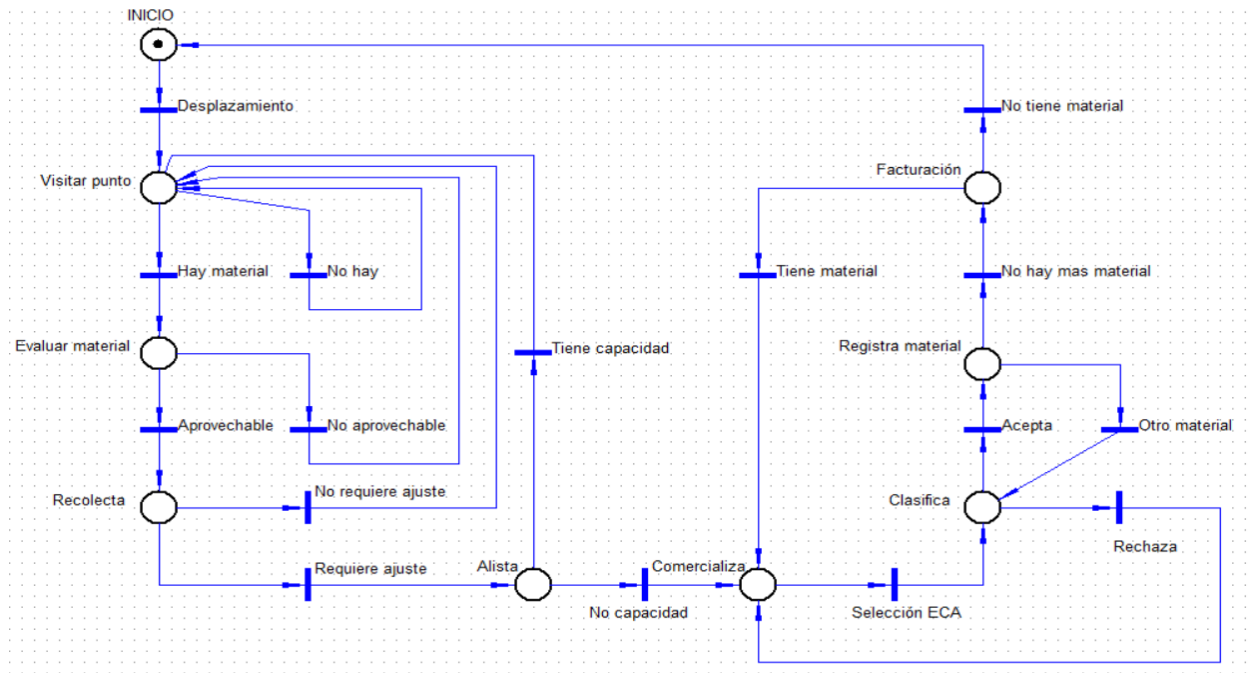 INICIO
Desplazamiento
No tiene material
Visitar punto
Facturación
Hay material
No hay
Tiene material
No hay mas material
Evaluar material
Tiene capacidad
Registra material
Aprovechable
No aprovechable
Acepta
Otro material
Recolecta
No requiere ajuste
Clasifica
Rechaza
Requiere ajuste
Alista
Comercializa
No capacidad
Selección ECA